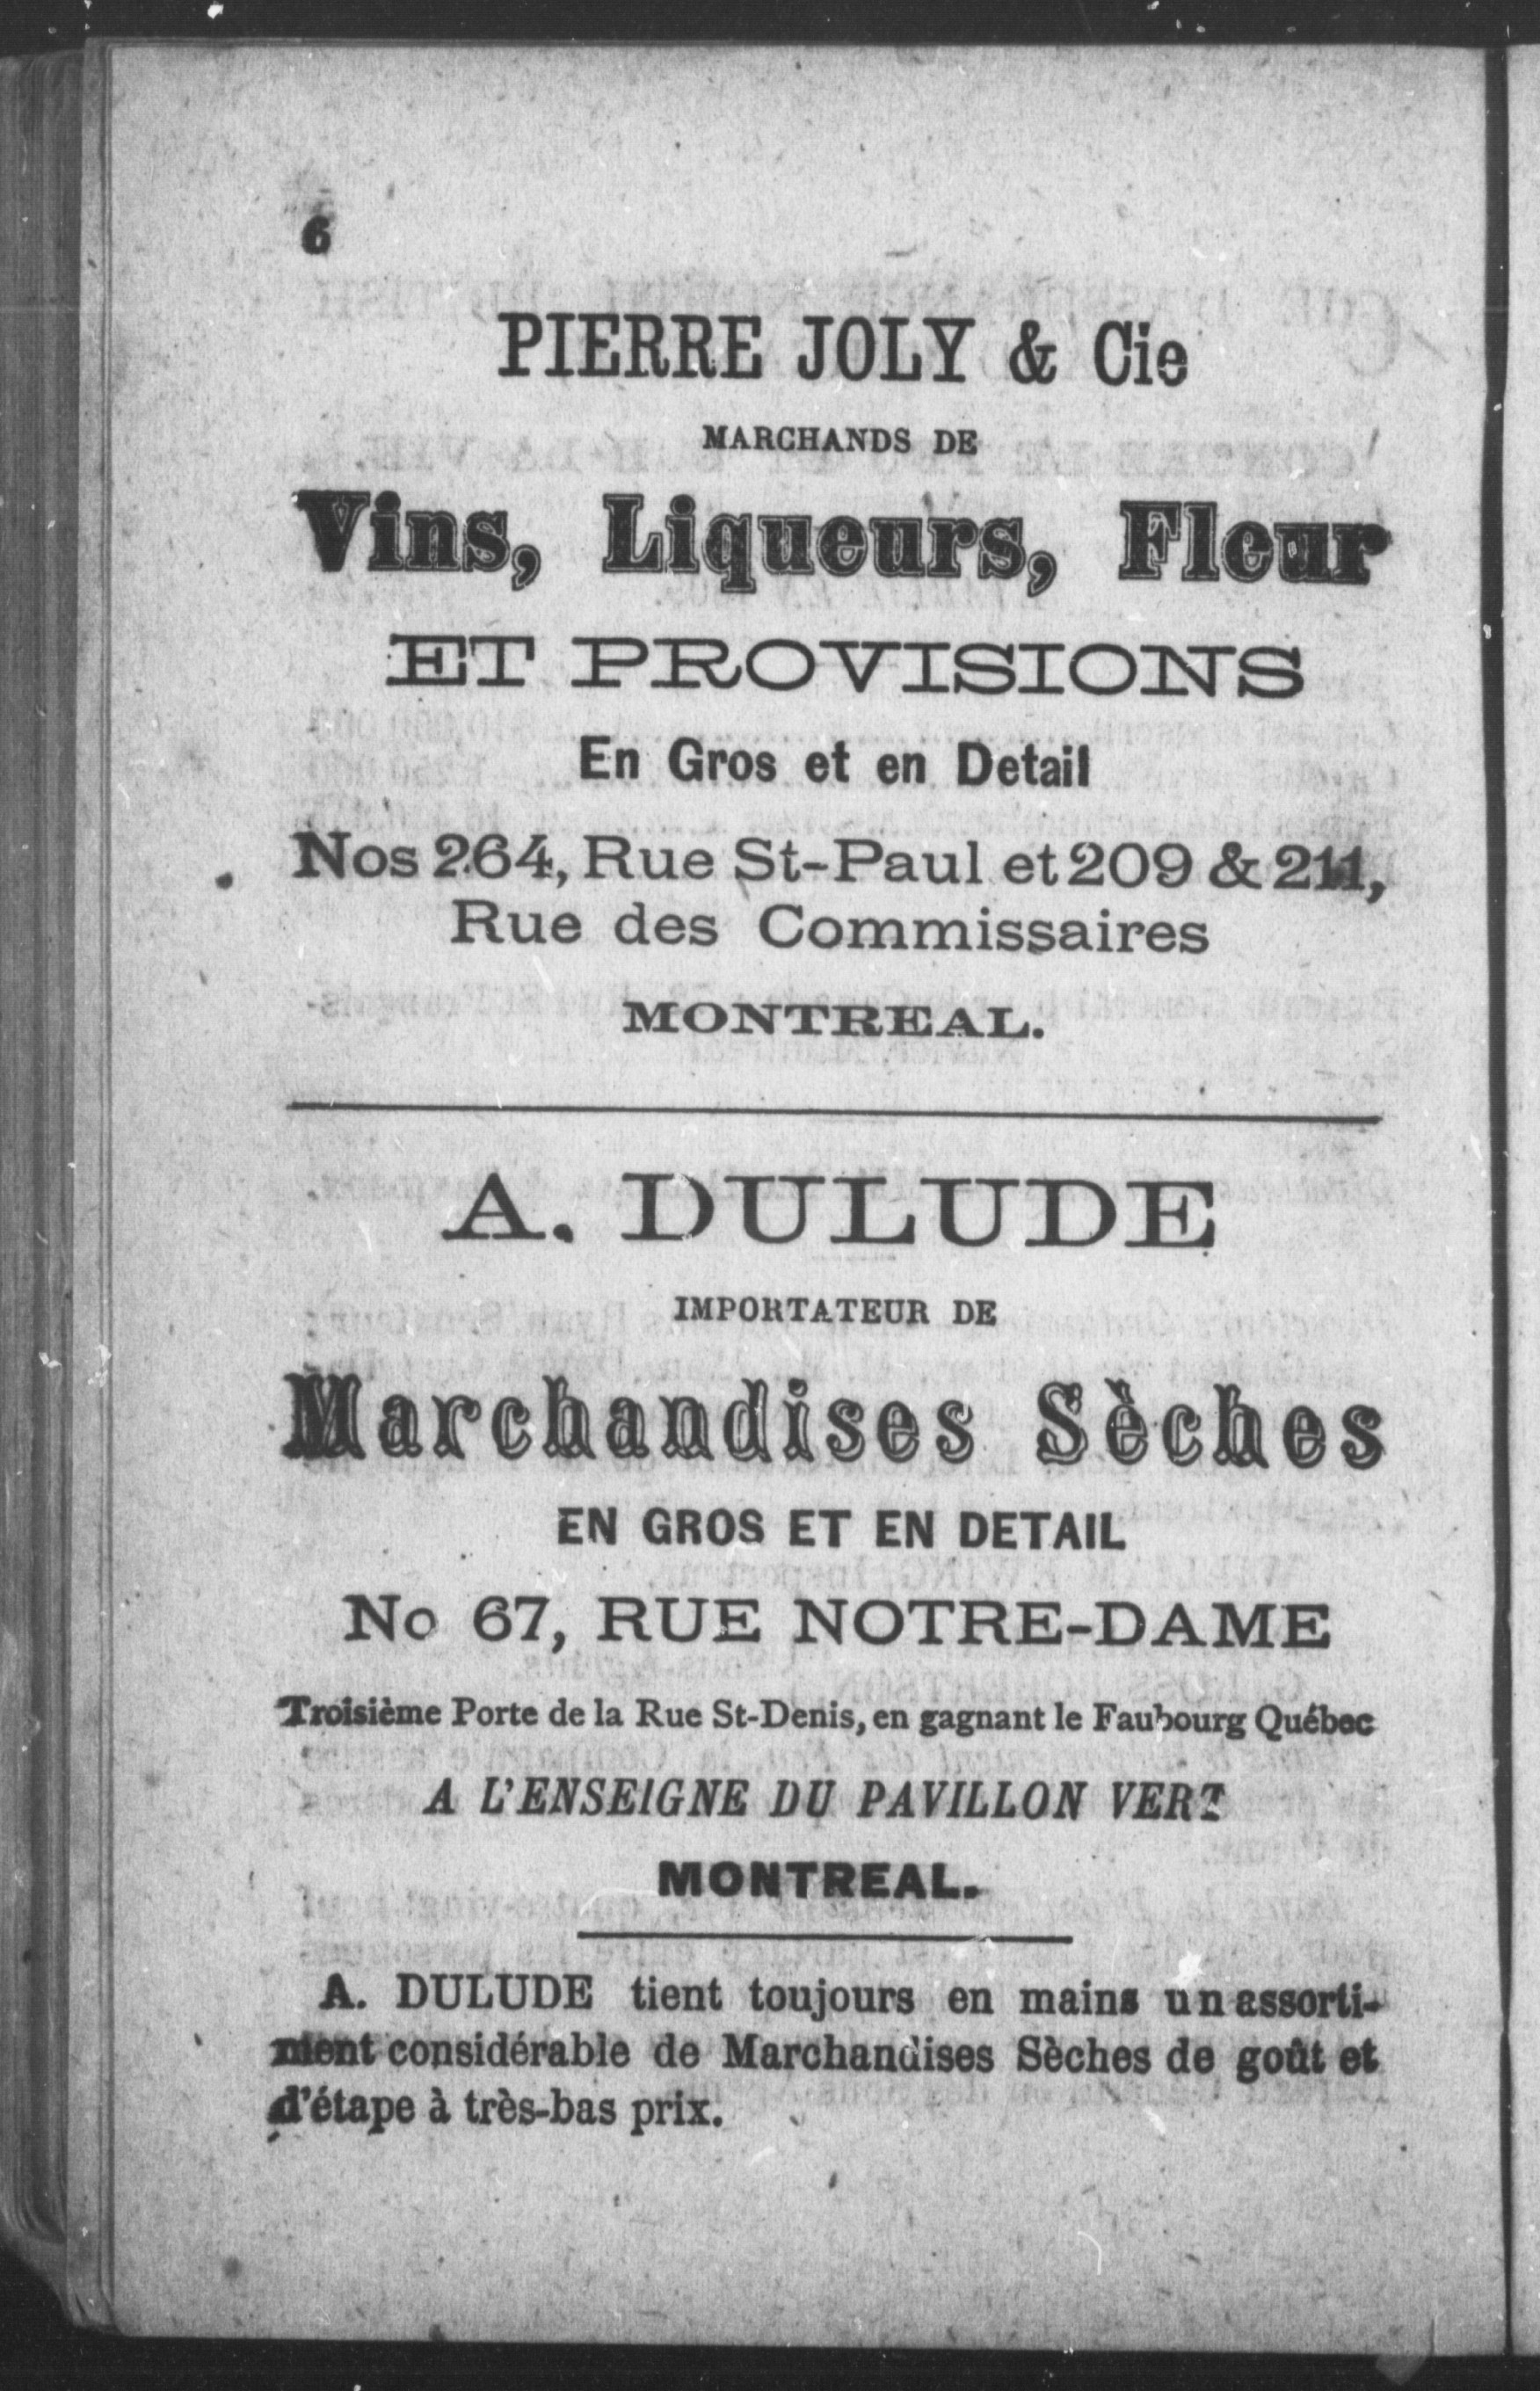 6
PIERRE JOLY & Cie
MARCHANDS DE
Vins, Liqueurs, Fleur
ET PROVISIONS
En Gros et en Detail
Nos 264, Rue St-Paul et 209 & 211,
Rue des Commissaires
MONTREAL.
A. DULUDE
IMPORTATEUR DE
Marchandises Sèches
EN GROS ET EN DETAIL
No 67, RUE NOTRE-DAME
Troisième Porte de la Rue St-Denis, en gagnant le Faubourg Québec
A L'ENSEIGNE DU PAVILLON VERT
MONTREAL.
A. DULUDE tient toujours en mains un assorti-
ment considérable de Marchandises Sèches de goût et
d'étape à très-bas prix.